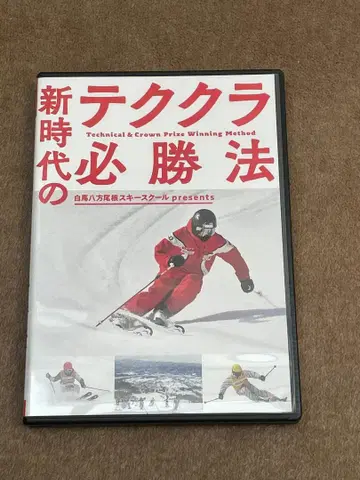 新時代の
テククラ
Technical & Crown Prize Winning Method
必勝法
白馬八方尾根スキースクール presents